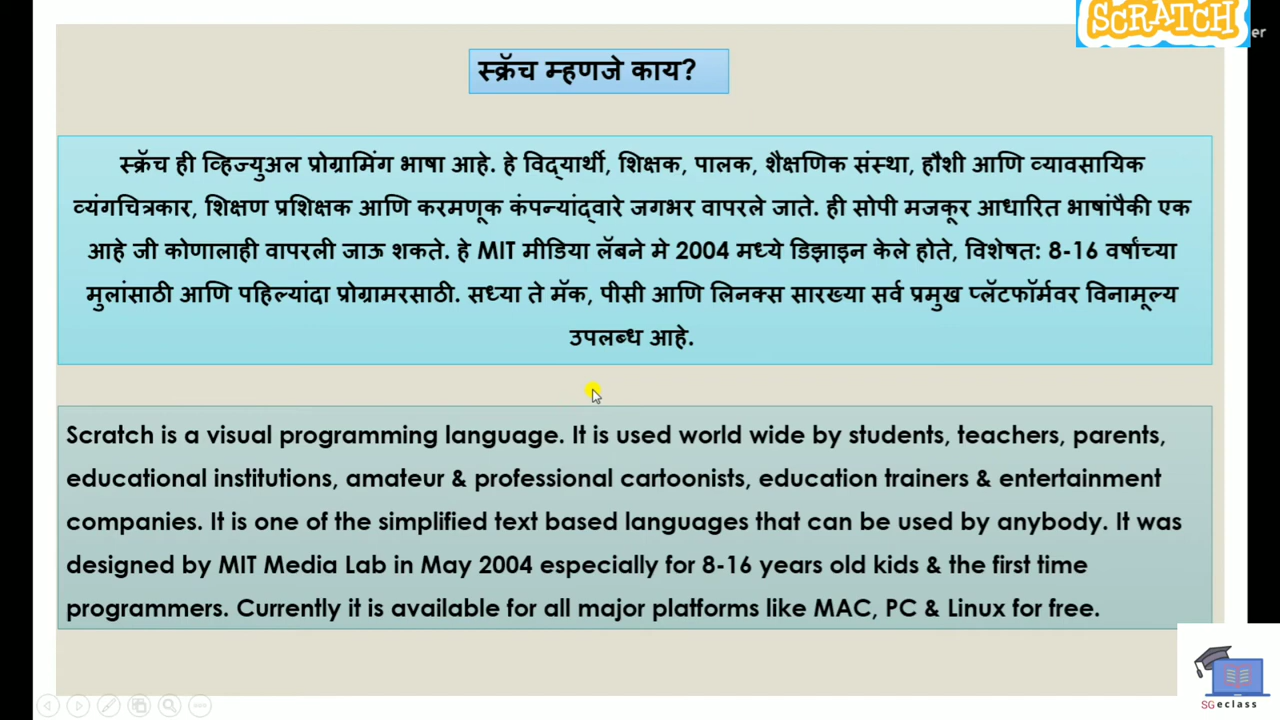 SCRATCH
er
स्क्रॅच म्हणजे काय?
स्क्रॅच ही व्हिज्युअल प्रोग्रामिंग भाषा आहे. हे विद्‌यार्थी, शिक्षक, पालक, शैक्षणिक संस्था, हौशी आणि व्यावसायिक
व्यंगचित्रकार, शिक्षण प्रशिक्षक आणि करमणूक कंपन्यांद्‌वारे जगभर वापरले जाते. ही सोपी मजकूर आधारित भाषांपैकी एक
आहे जी कोणालाही वापरली जाऊ शकते. हे MIT मीडिया लॅबने मे 2004 मध्ये डिझाइन केले होते, विशेषत: 8-16 वर्षांच्या
मुलांसाठी आणि पहिल्यांदा प्रोग्रामरसाठी. सध्या ते मॅक, पीसी आणि लिनक्स सारख्या सर्व प्रमुख प्लॅटफॉर्मवर विनामूल्य
उपलब्ध आहे.
Scratch is a visual programming language. It is used world wide by students, teachers, parents,
educational institutions, amateur & professional cartoonists, education trainers & entertainment
companies. It is one of the simplified text based languages that can be used by anybody. It was
designed by MIT Media Lab in May 2004 especially for 8-16 years old kids & the first time
programmers. Currently it is available for all major platforms like MAC, PC & Linux for free.
SGeclass